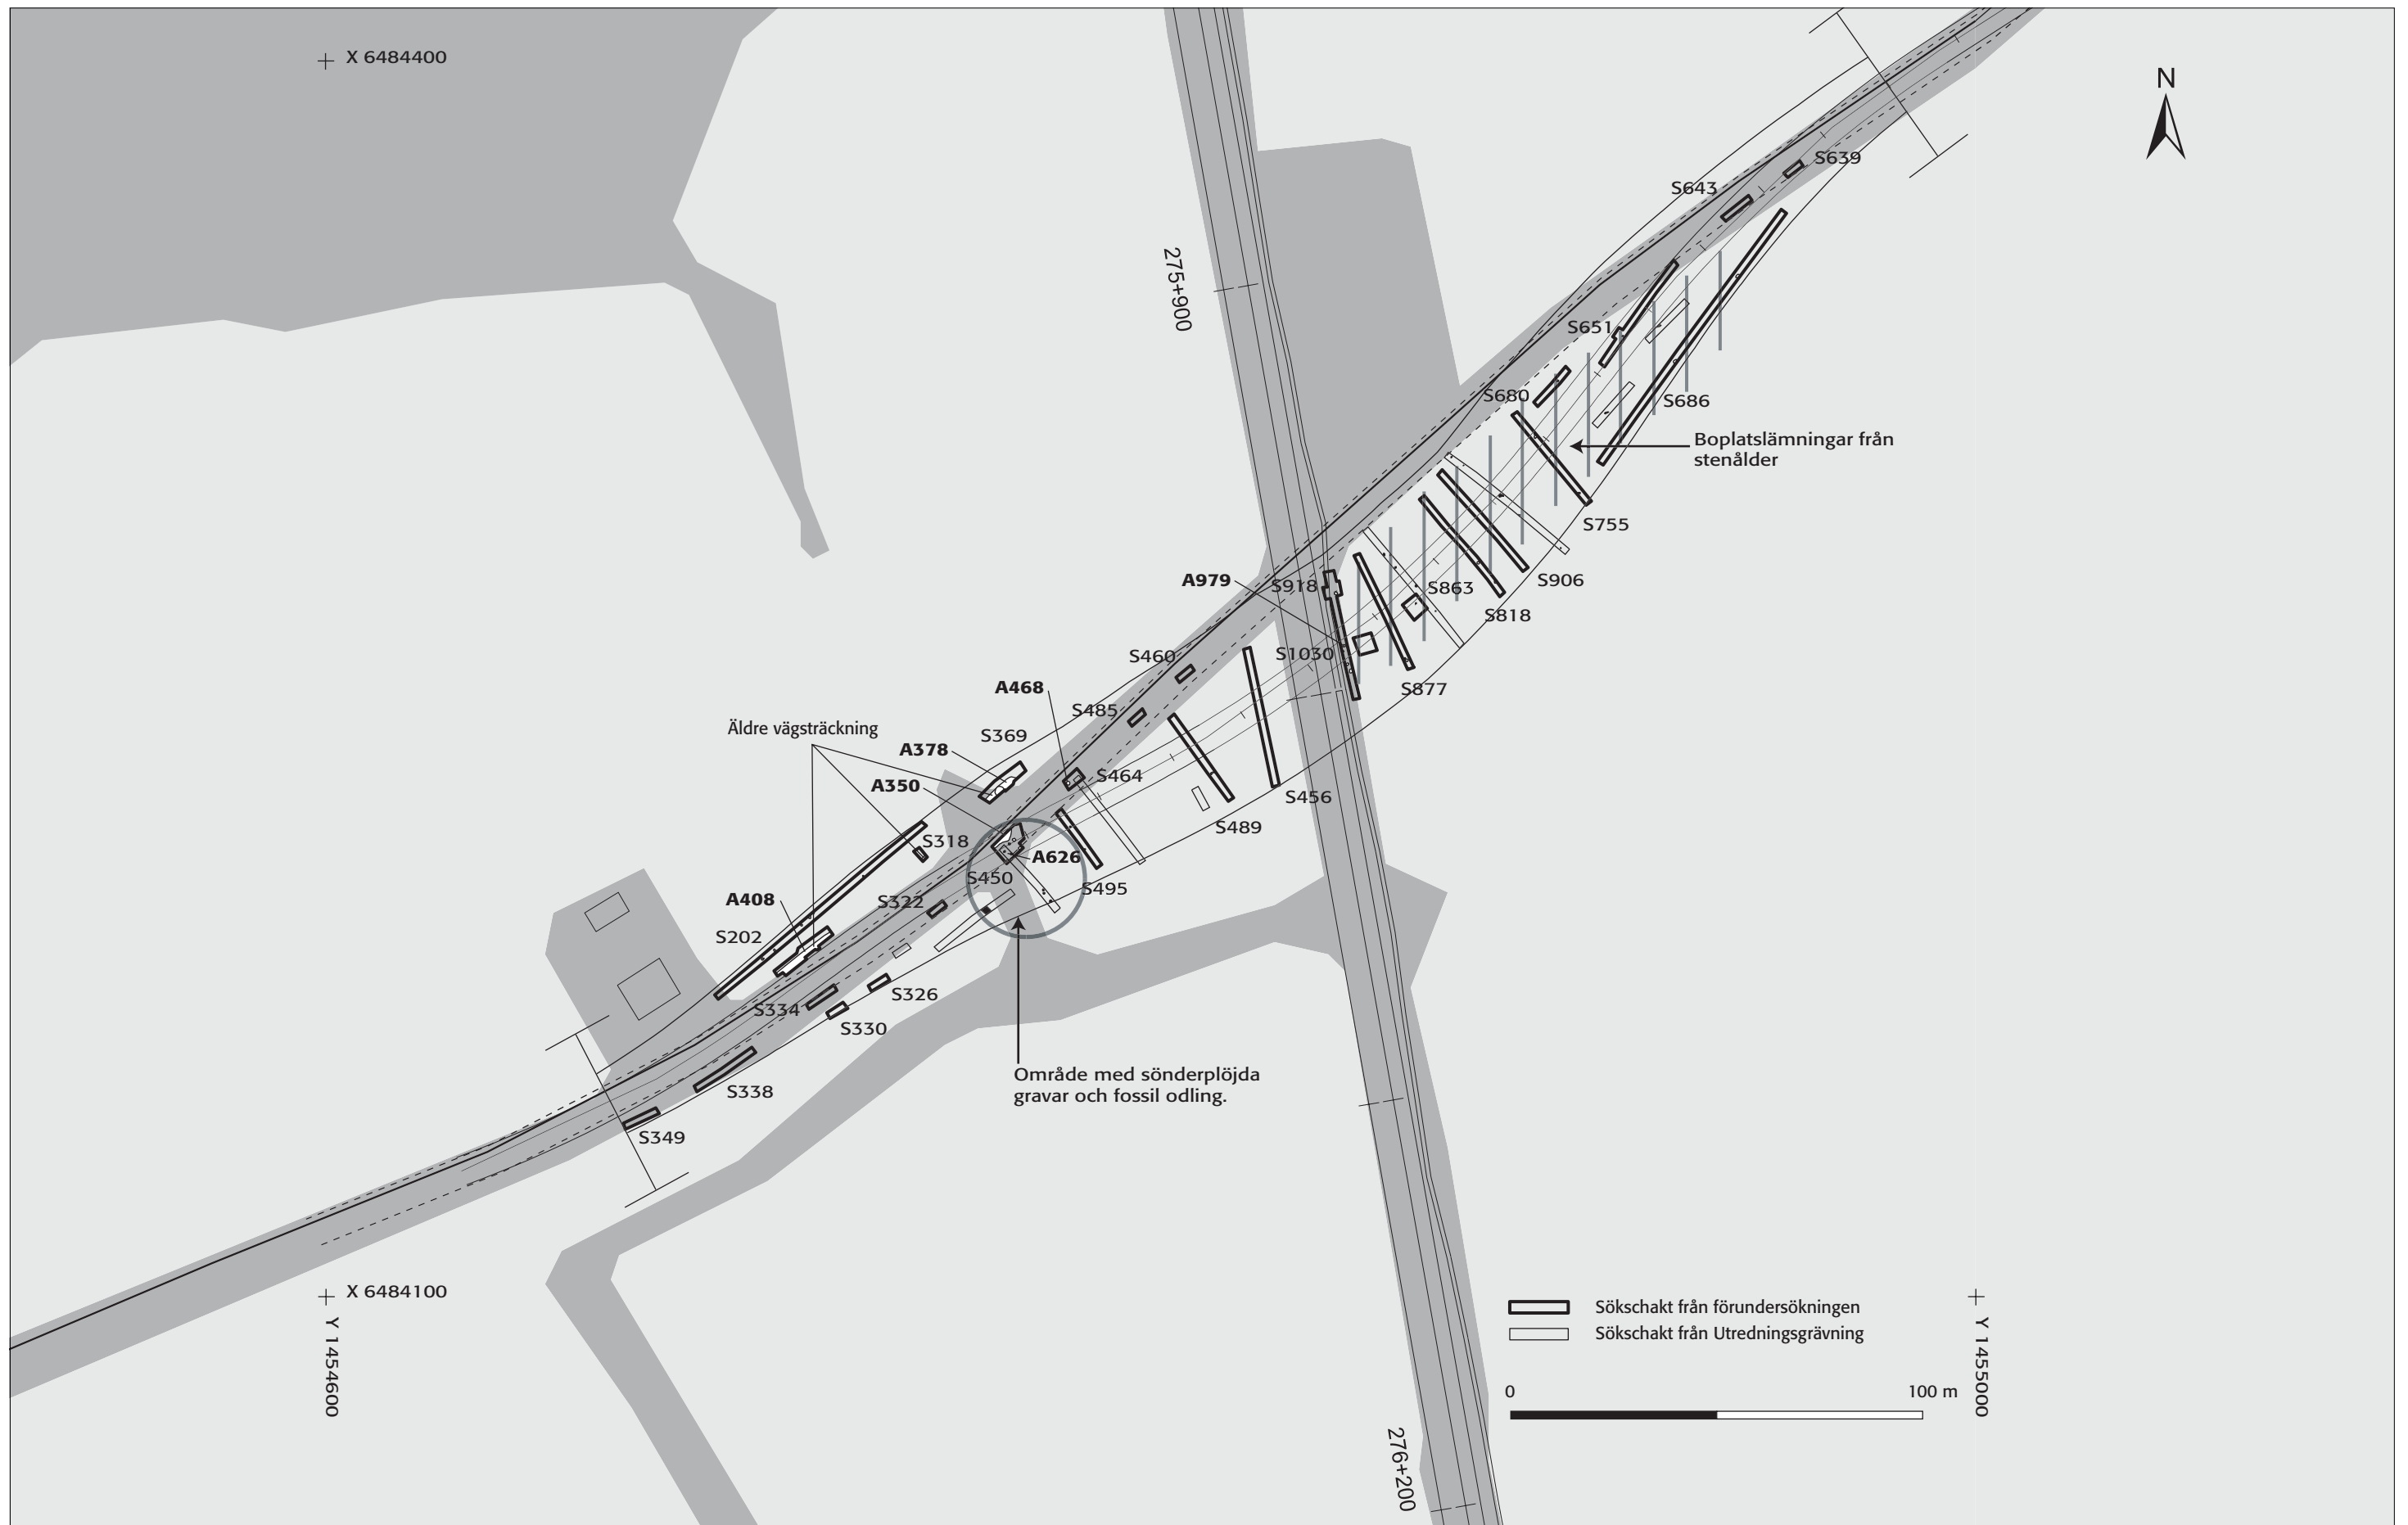 X 6484400
N
S639
S643
275+900
S651
S680
S686
Boplatslämningar från
stenålder
S755
A979
S918
S863
S906
S818
S460
S1030
A468
S877
S485
Äldre vägsträckning
S369
A378
A350
S464
S456
S489
S318
A626
S450
S495
A408
S322
S202
S326
S334
S330
Område med sönderplöjda
gravar och fossil odling.
S338
S349
X 6484100
Y 1454600
Sökschakt från förundersökningen
Sökschakt från Utredningsgrävning
Y 1455000
0
100 m
276+200